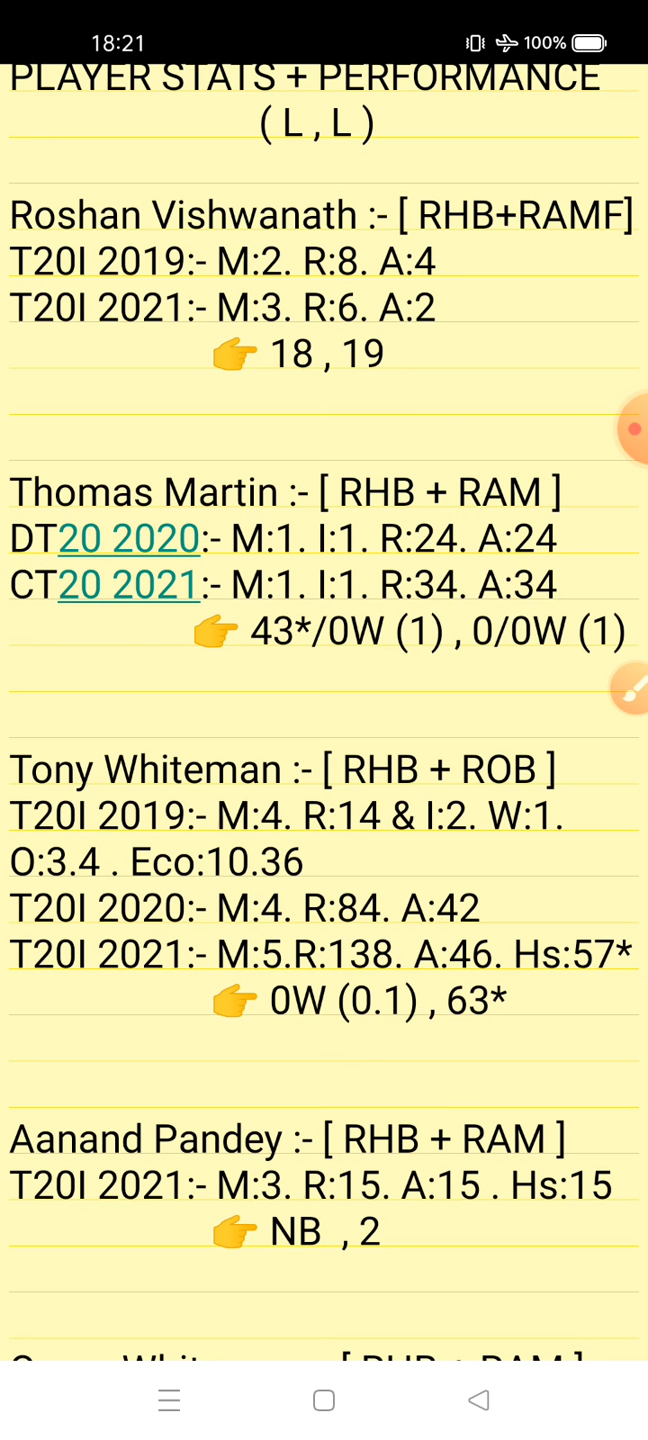 18:21
100%
PLAYER STATS + PERFORMANCE
( L , L )
Roshan Vishwanath :- [ RHB+RAMF]
T20I 2019:- M:2. R:8. A:4
T20I 2021:- M:3. R:6. A:2
👉 18 , 19
Thomas Martin :- [ RHB + RAM ]
DT20 2020:- M:1. I:1. R:24. A:24
CT20 2021:- M:1. I:1. R:34. A:34
👉 43*/0W (1) , 0/0W (1)
Tony Whiteman :- [ RHB + ROB ]
T20I 2019:- M:4. R:14 & I:2. W:1.
O:3.4 . Eco:10.36
T20I 2020:- M:4. R:84. A:42
T20I 2021:- M:5.R:138. A:46. Hs:57*
👉 0W (0.1) , 63*
Aanand Pandey :- [ RHB + RAM ]
T20I 2021:- M:3. R:15. A:15 . Hs:15
👉 NB , 2